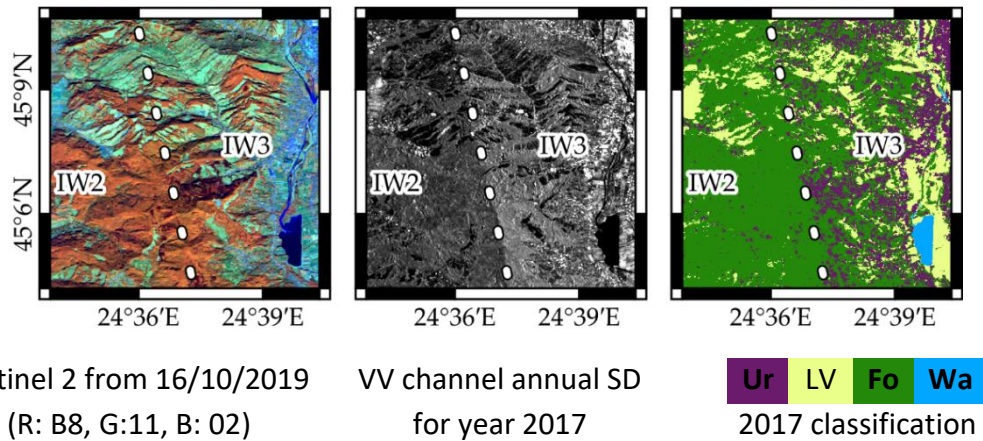 45°9′N
45°6′N
IW2 IW3 IW2 IW3 IW2 IW3
24°36′E 24°39′E 24°36′E 24°39′E 24°36′E 24°39′E
tinel 2 from 16/10/2019 VV channel annual SD Ur LV Fo Wa
(R: B8, G:11, B: 02) for year 2017 2017 classification